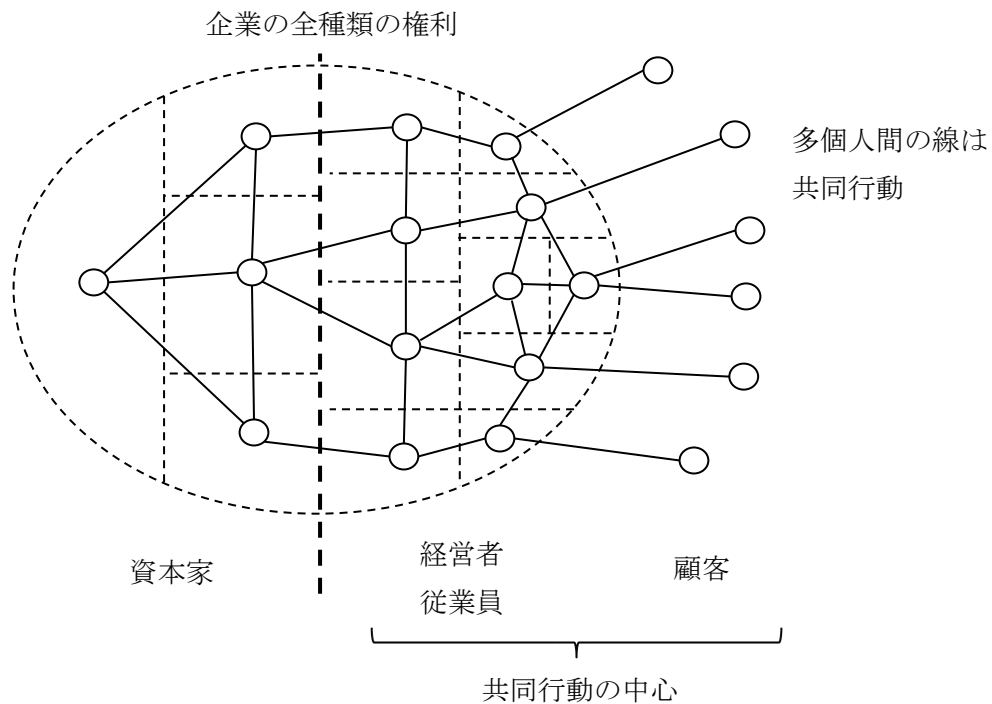 企業の全種類の権利
多個人間の線は
共同行動
資本家
経営者
従業員
顧客
共同行動の中心